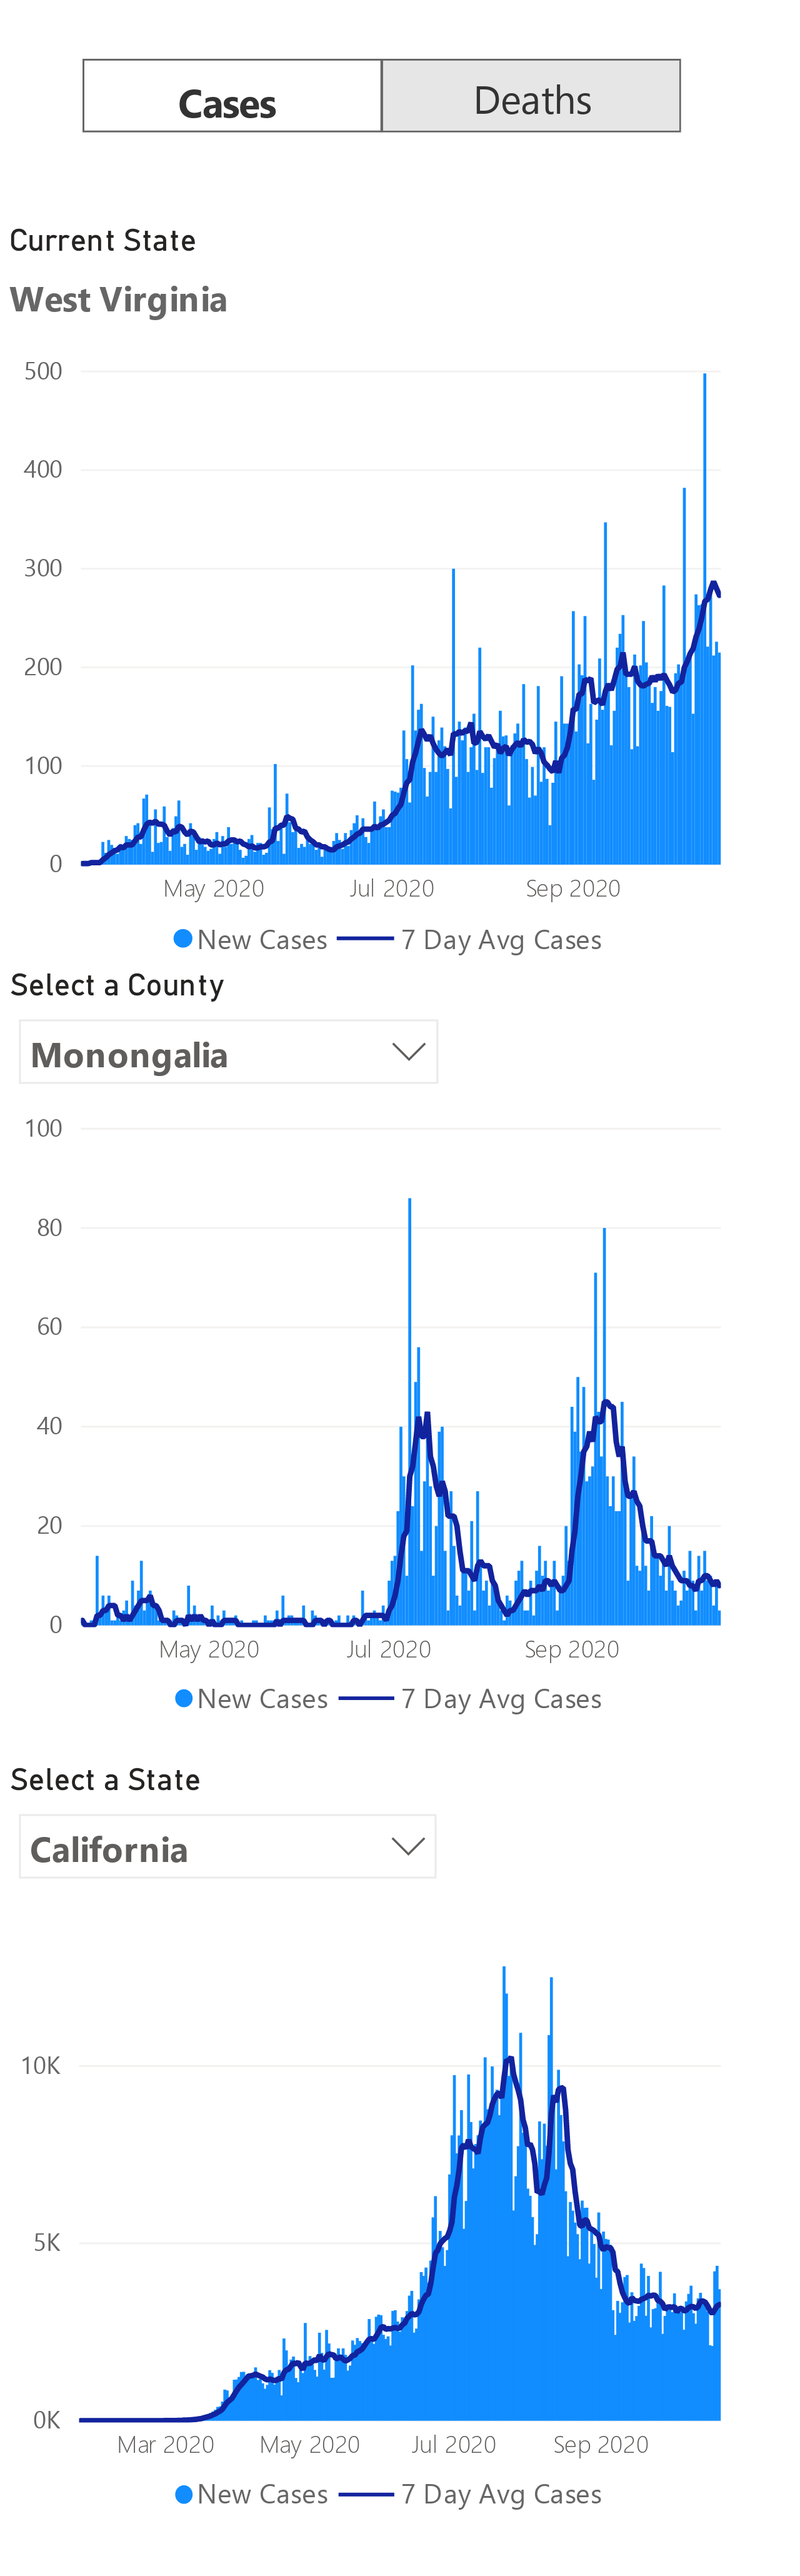 Cases Deaths
Current State
West Virginia
500
400
300
200
100
0
May 2020 Jul 2020 Sep 2020
New Cases 7 Day Avg Cases
Select a County
Monongalia
100
80
60
40
20
0
May 2020 Jul 2020 Sep 2020
New Cases 7 Day Avg Cases
Select a State
California
10K
5K
0K
Mar 2020 May 2020 Jul 2020 Sep 2020
New Cases 7 Day Avg Cases